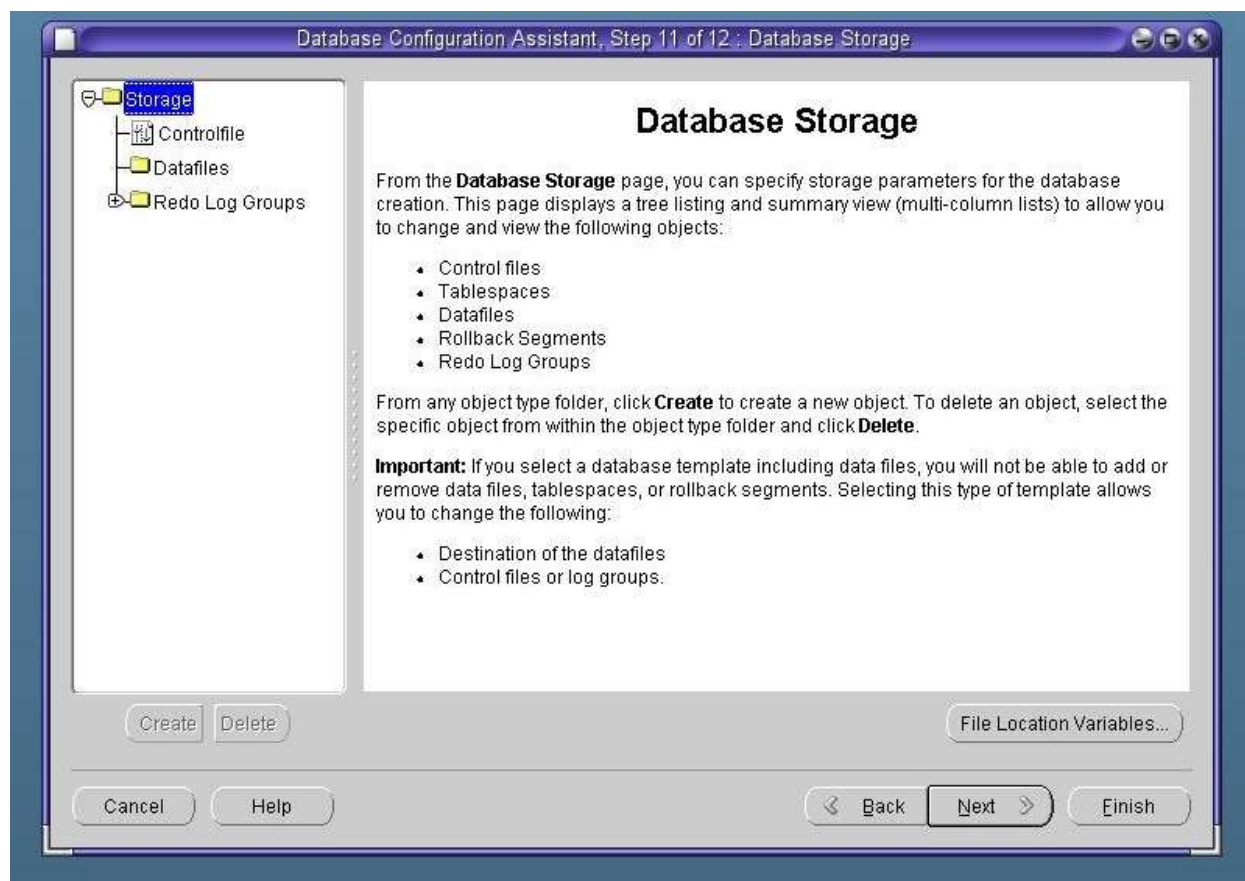 Database Configuration Assistant, Step 11 of 12 : Database Storage
Storage
Controlfile
Datafiles
Redo Log Groups
Database Storage
From the Database Storage page, you can specify storage parameters for the database
creation. This page displays a tree listing and summary view (multi-column lists) to allow you
to change and view the following objects:
Control files
Tablespaces
Datafiles
Rollback Segments
Redo Log Groups
From any object type folder, click Create to create a new object. To delete an object, select the
specific object from within the object type folder and click Delete.
Important: If you select a database template including data files, you will not be able to add or
remove data files, tablespaces, or rollback segments. Selecting this type of template allows
you to change the following:
Destination of the datafiles
Control files or log groups.
Create Delete
File Location Variables...
Cancel Help Back Next Finish